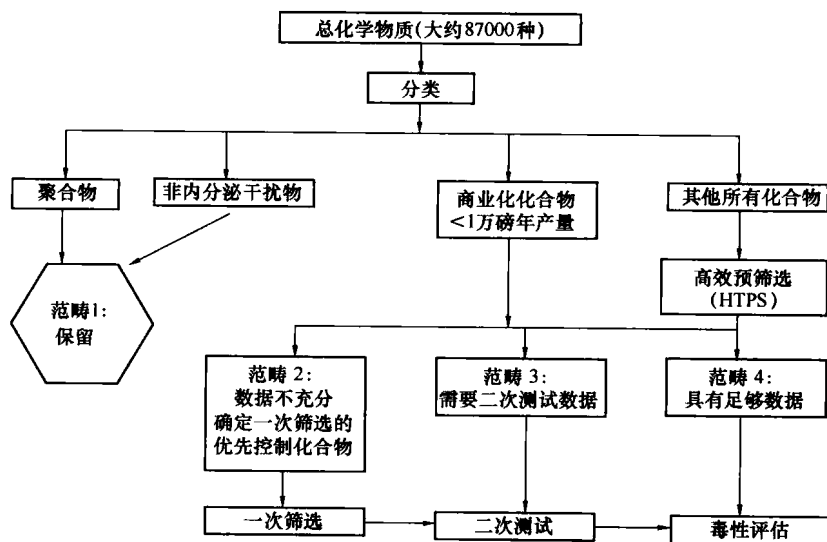 总化学物质(大约87000种)
分类
聚合物
非内分泌干扰物
商业化化合物
<1万磅年产量
其他所有化合物
高效预筛选
(HTPS)
范畴1:
保留
范畴 2:
数据不充分
确定一次筛选的
优先控制化合物
范畴 3:
需要二次测试数据
范畴 4:
具有足够数据
一次筛选
二次测试
毒性评估